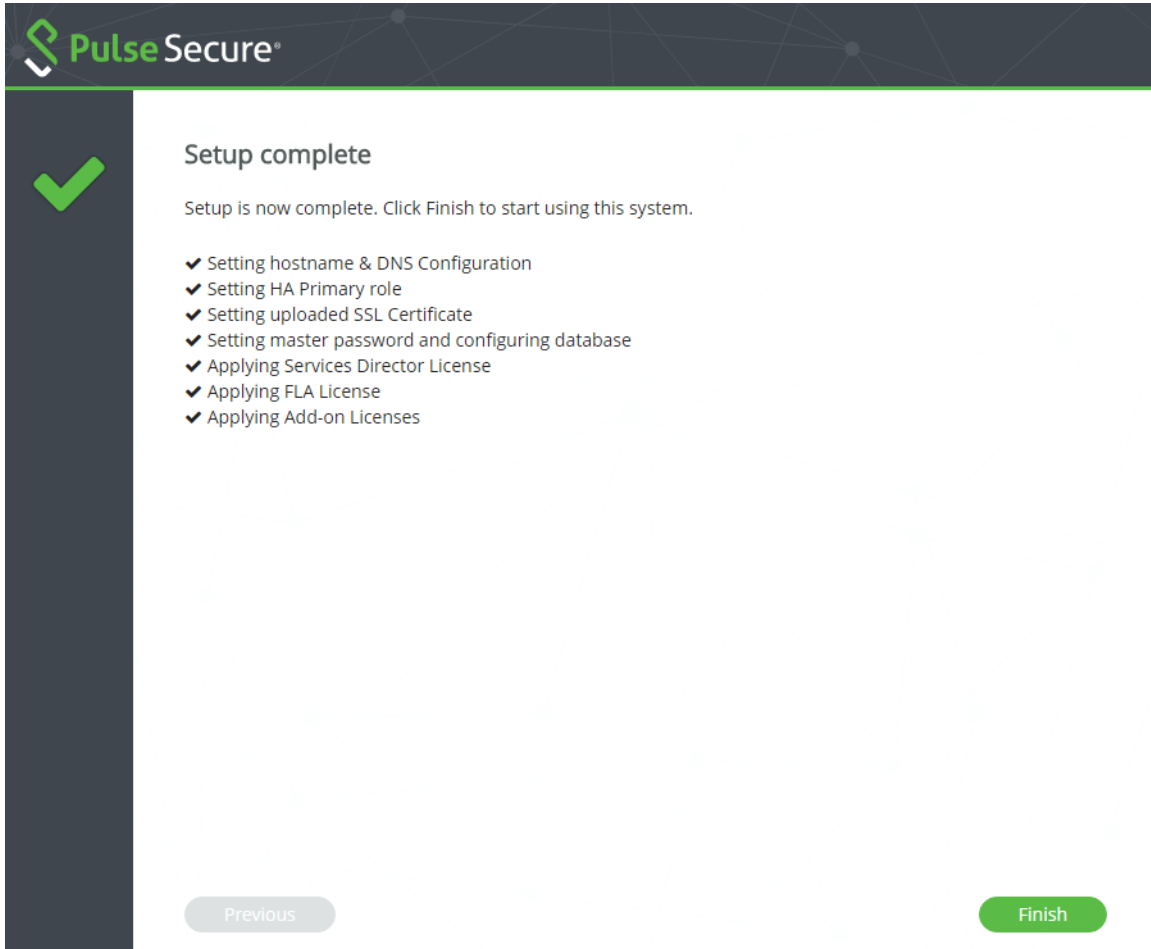 Pulse Secure®
Setup complete
Setup is now complete. Click Finish to start using this system.
✔ Setting hostname & DNS Configuration
✔ Setting HA Primary role
✔ Setting uploaded SSL Certificate
✔ Setting master password and configuring database
✔ Applying Services Director License
✔ Applying FLA License
✔ Applying Add-on Licenses
Previous
Finish